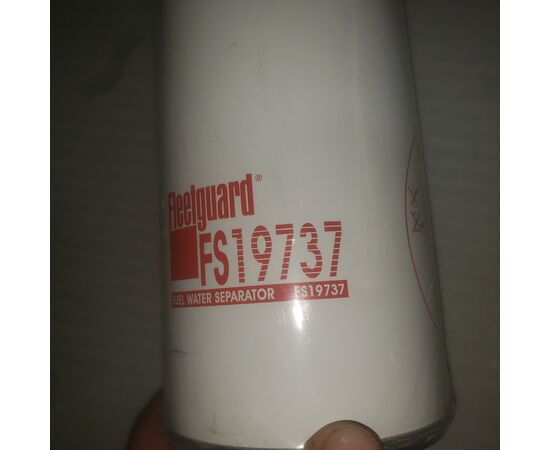 Fleetguard®
FS19737
FUEL WATER SEPARATOR FS19737